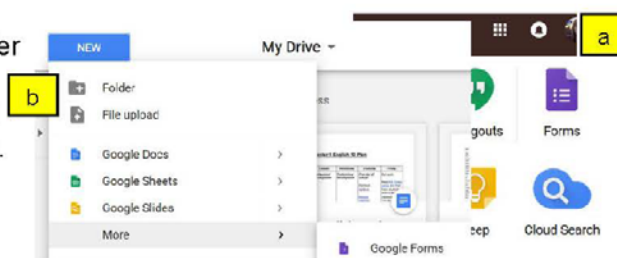 er
NEW
My Drive
a
b
Folder
File upload
gouts
Forms
Google Docs
Google Sheets
Google Slides
More
Google Forms
eep
Cloud Search